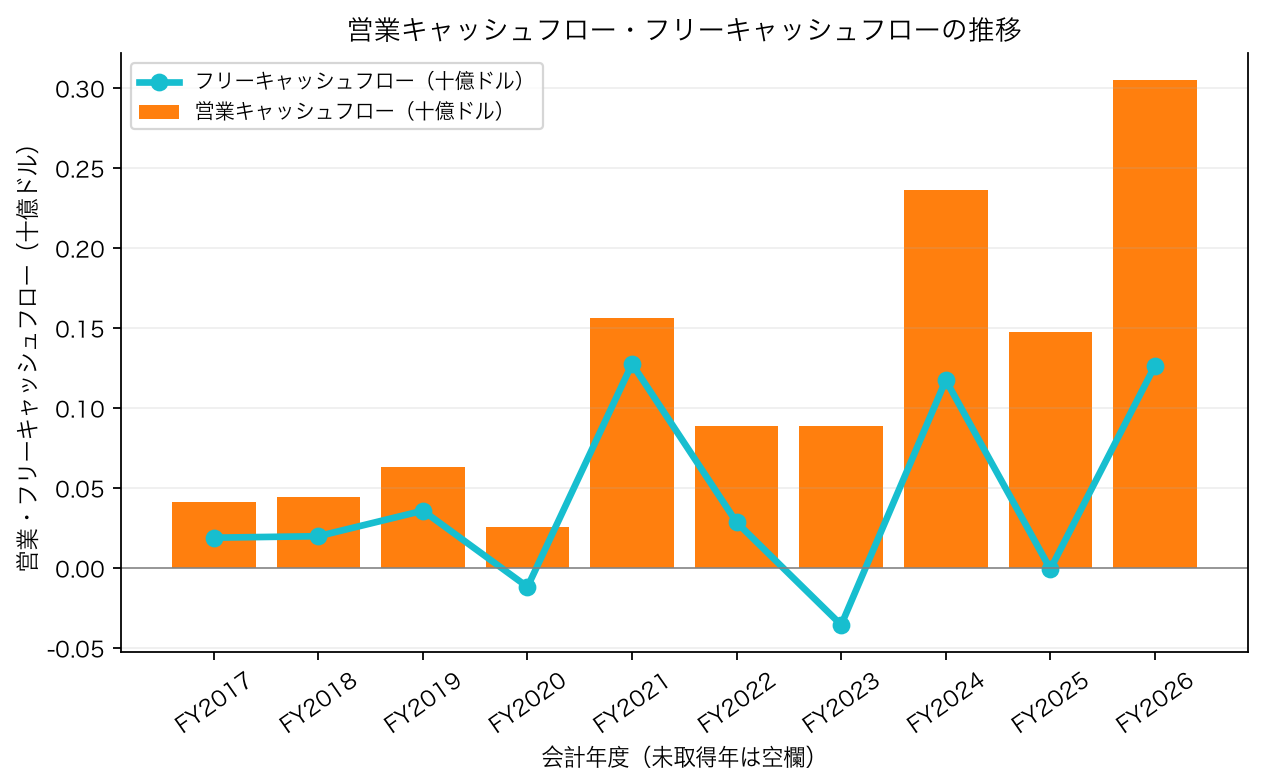 営業キャッシュフロー・フリーキャッシュフローの推移
フリーキャッシュフロー（十億ドル）
営業キャッシュフロー（十億ドル）
営業・フリーキャッシュフロー（十億ドル）
0.30
0.25
0.20
0.15
0.10
0.05
0.00
-0.05
FY2017
FY2018
FY2019
FY2020
FY2021
FY2022
FY2023
FY2024
FY2025
FY2026
会計年度（未取得年は空欄）